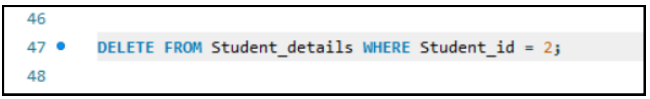 46
47 DELETE FROM Student_details WHERE Student_id = 2;
48